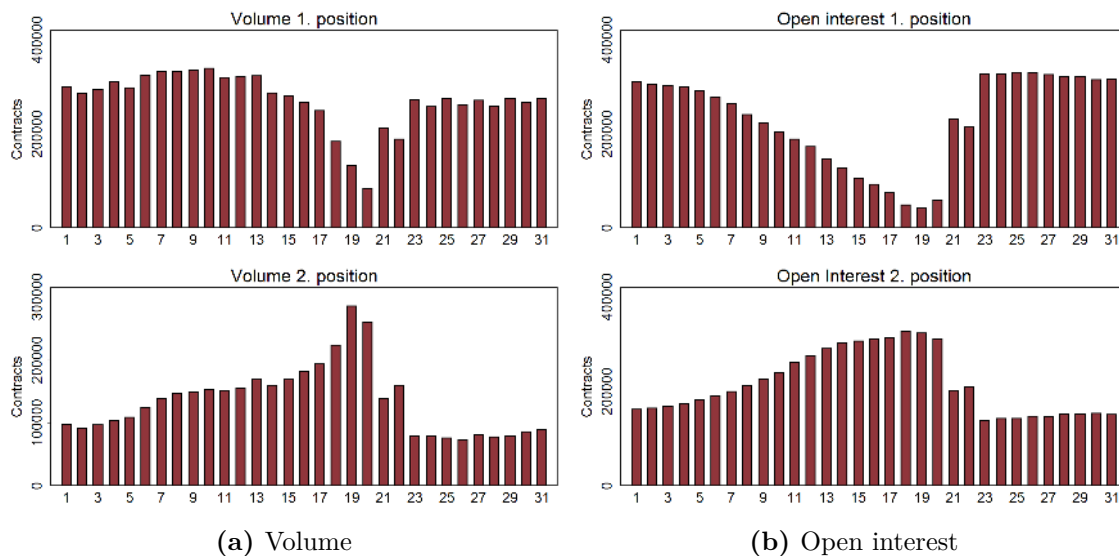 Volume 1. position
Contracts
0 200000 400000
1 3 5 7 9 11 13 15 17 19 21 23 25 27 29 31
Open interest 1. position
Contracts
0 200000 400000
1 3 5 7 9 11 13 15 17 19 21 23 25 27 29 31
Volume 2. position
Contracts
0 100000 200000 300000
1 3 5 7 9 11 13 15 17 19 21 23 25 27 29 31
Open Interest 2. position
Contracts
0 200000 400000
1 3 5 7 9 11 13 15 17 19 21 23 25 27 29 31
(a) Volume
(b) Open interest